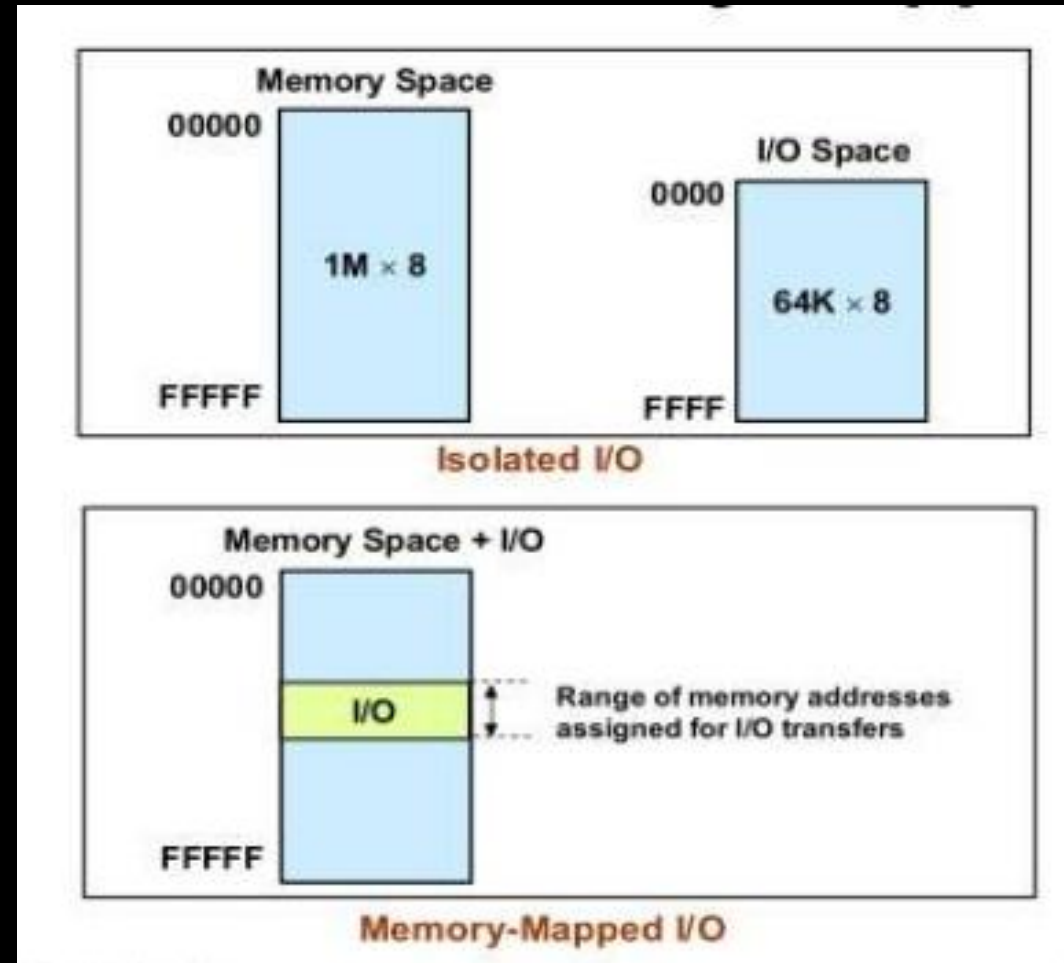 Memory Space
00000
1M × 8
FFFFF
I/O Space
0000
64K × 8
FFFF
Isolated I/O
Memory Space + I/O
00000
I/O
Range of memory addresses
assigned for I/O transfers
FFFFF
Memory-Mapped I/O